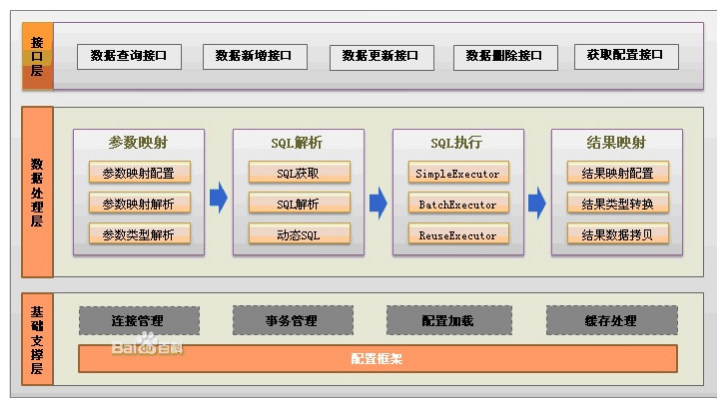 接口层
数据查询接口
数据新增接口
数据更新接口
数据删除接口
获取配置接口
数据处理层
参数映射
参数映射配置
参数映射解析
参数类型解析
SQL解析
SQL获取
SQL解析
动态SQL
SQL执行
SimpleExecutor
BatchExecutor
ReuseExecutor
结果映射
结果映射配置
结果类型转换
结果数据拷贝
基础支撑层
连接管理
事务管理
配置加载
缓存处理
Bai百科
配置框架